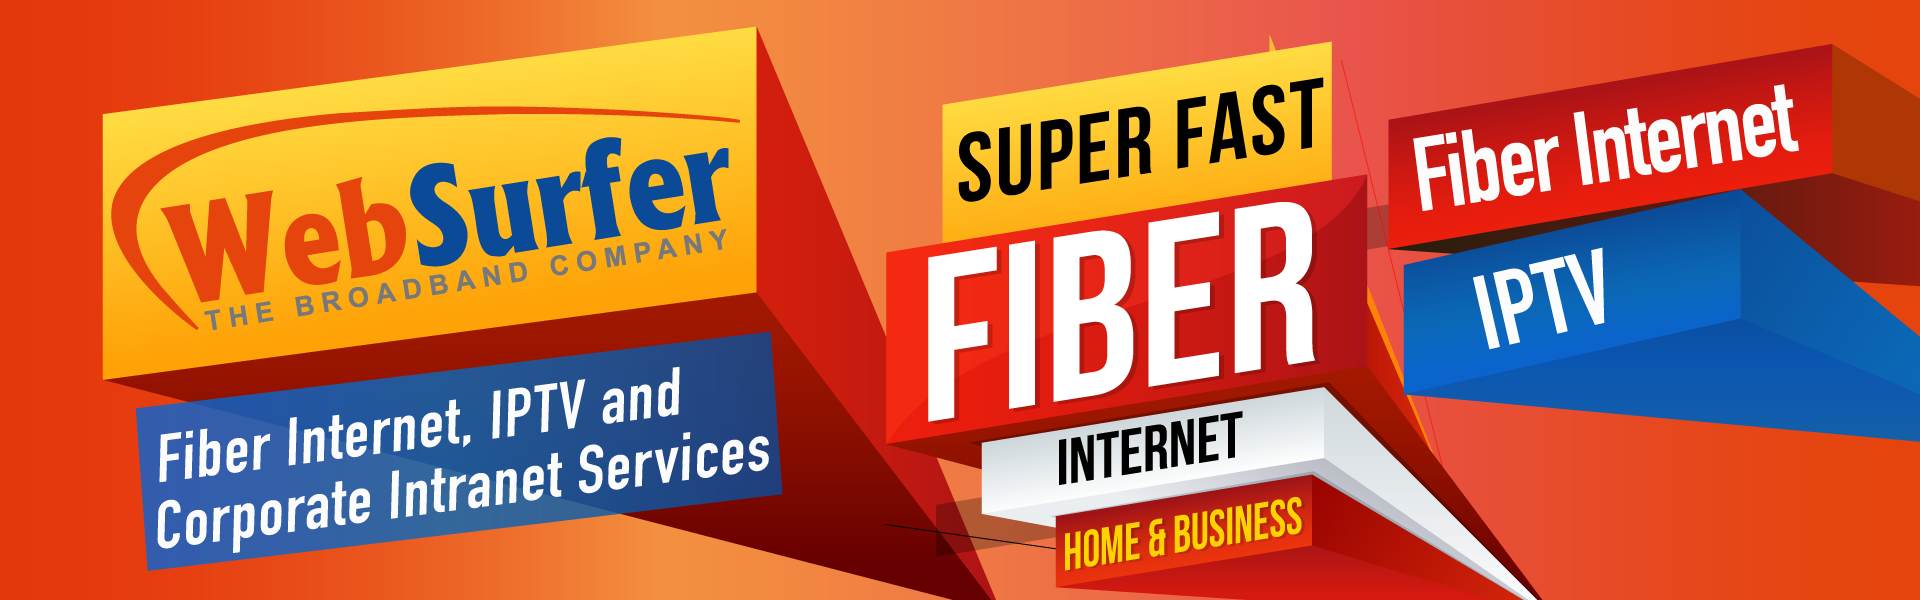 WebSurfer
THE BROADBAND COMPANY
Fiber Internet, IPTV and
Corporate Intranet Services
SUPER FAST
FIBER
INTERNET
HOME & BUSINESS
Fiber Internet
IPTV